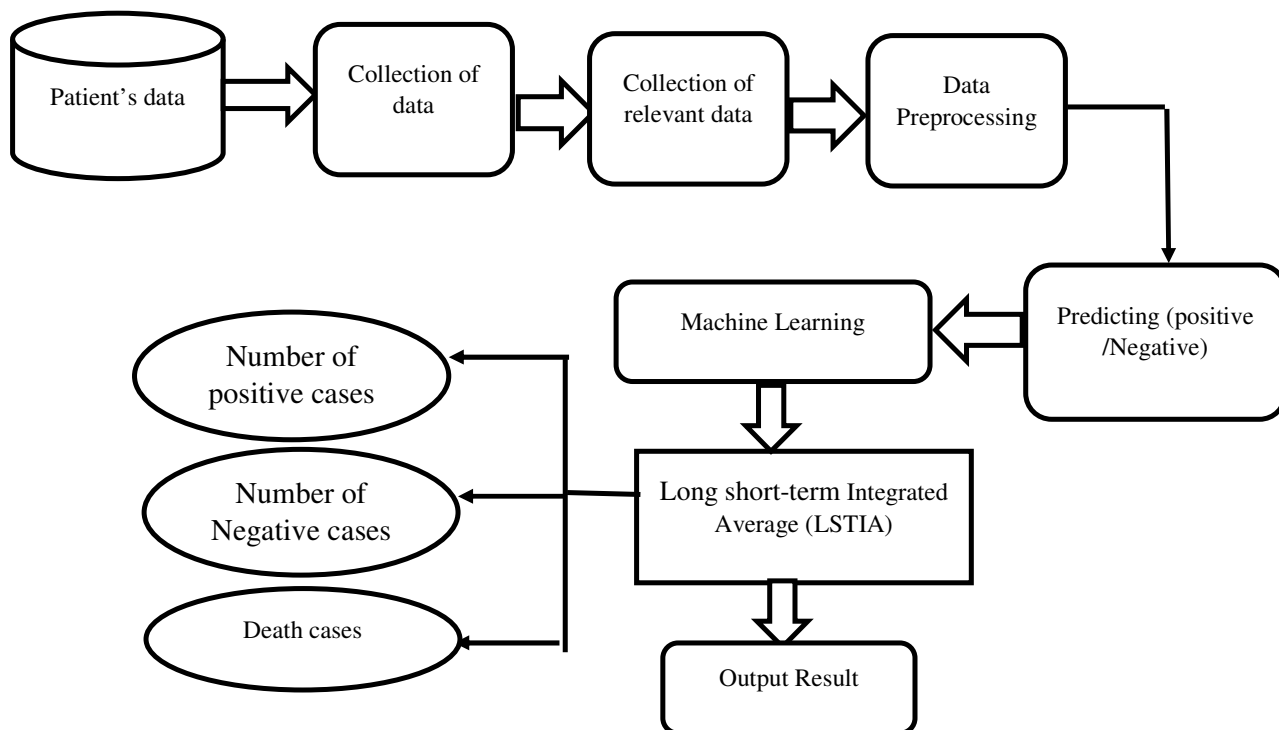 Patient’s data
Collection of
data
Collection of
relevant data
Data
Preprocessing
Predicting (positive
/Negative)
Machine Learning
Long short-term Integrated
Average (LSTIA)
Number of
positive cases
Number of
Negative cases
Death cases
Output Result